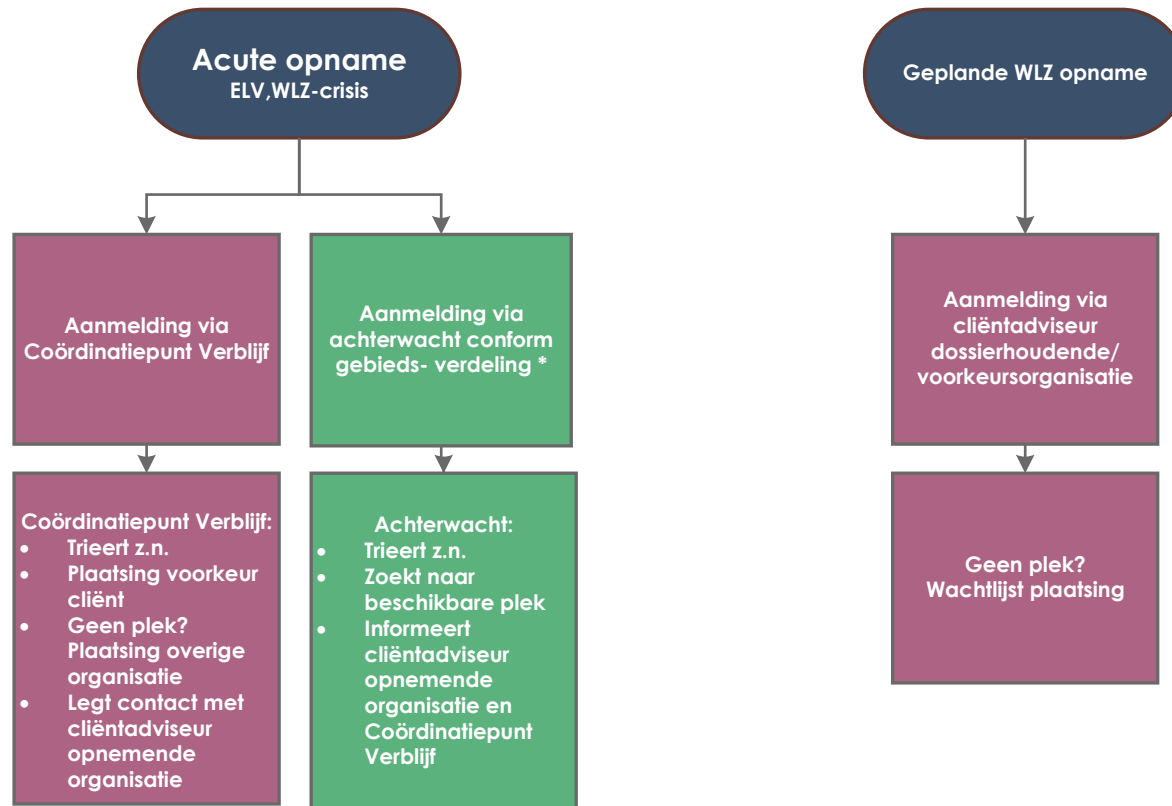 Acute opname
ELV,WLZ-crisis
Geplande WLZ opname
Aanmelding via
Coördinatiepunt Verblijf
Aanmelding via
achterwacht conform
gebieds- verdeling *
Aanmelding via
cliëntadviseur
dossierhoudende/
voorkeursorganisatie
Coördinatiepunt Verblijf:
• Trieert z.n.
• Plaatsing voorkeur
cliënt
• Geen plek?
Plaatsing overige
organisatie
• Legt contact met
cliëntadviseur
opnemende
organisatie
Achterwacht:
• Trieert z.n.
• Zoekt naar
beschikbare plek
• Informeert
cliëntadviseur
opnemende
organisatie en
Coördinatiepunt
Verblijf
Geen plek?
Wachtlijst plaatsing